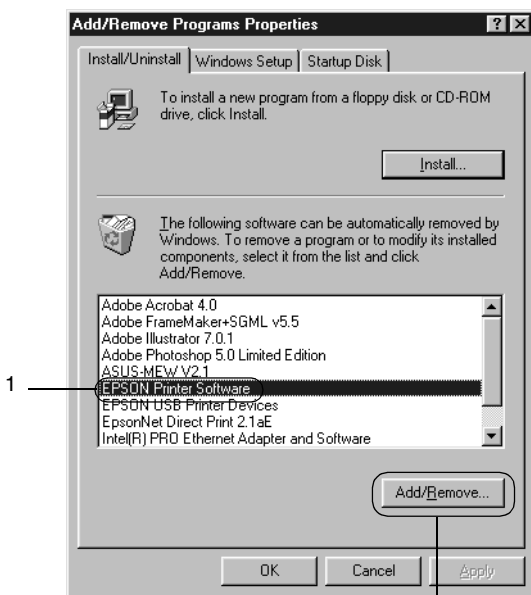 Add/Remove Programs Properties
Install/Uninstall Windows Setup Startup Disk
To install a new program from a floppy disk or CD-ROM
drive, click Install.
Install...
The following software can be automatically removed by
Windows. To remove a program or to modify its installed
components, select it from the list and click
Add/Remove.
Adobe Acrobat 4.0
Adobe FrameMaker+SGML v5.5
Adobe Illustrator 7.0.1
Adobe Photoshop 5.0 Limited Edition
ASUS-MEW V2.1
1 EPSON Printer Software
EPSON USB Printer Devices
EpsonNet Direct Print 2.1aE
Intel(R) PRO Ethernet Adapter and Software
Add/Remove...
OK Cancel Apply